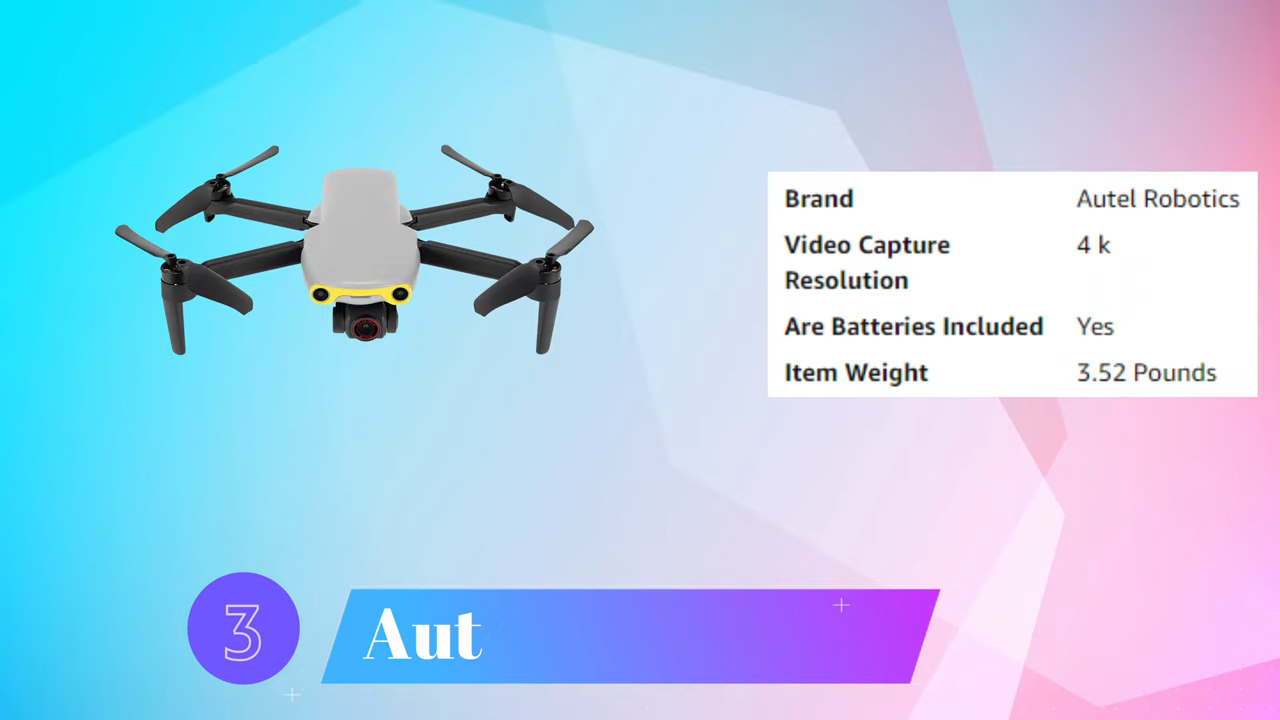 Brand Autel Robotics
Video Capture 4 k
Resolution
Are Batteries Included Yes
Item Weight 3.52 Pounds
3 Aut